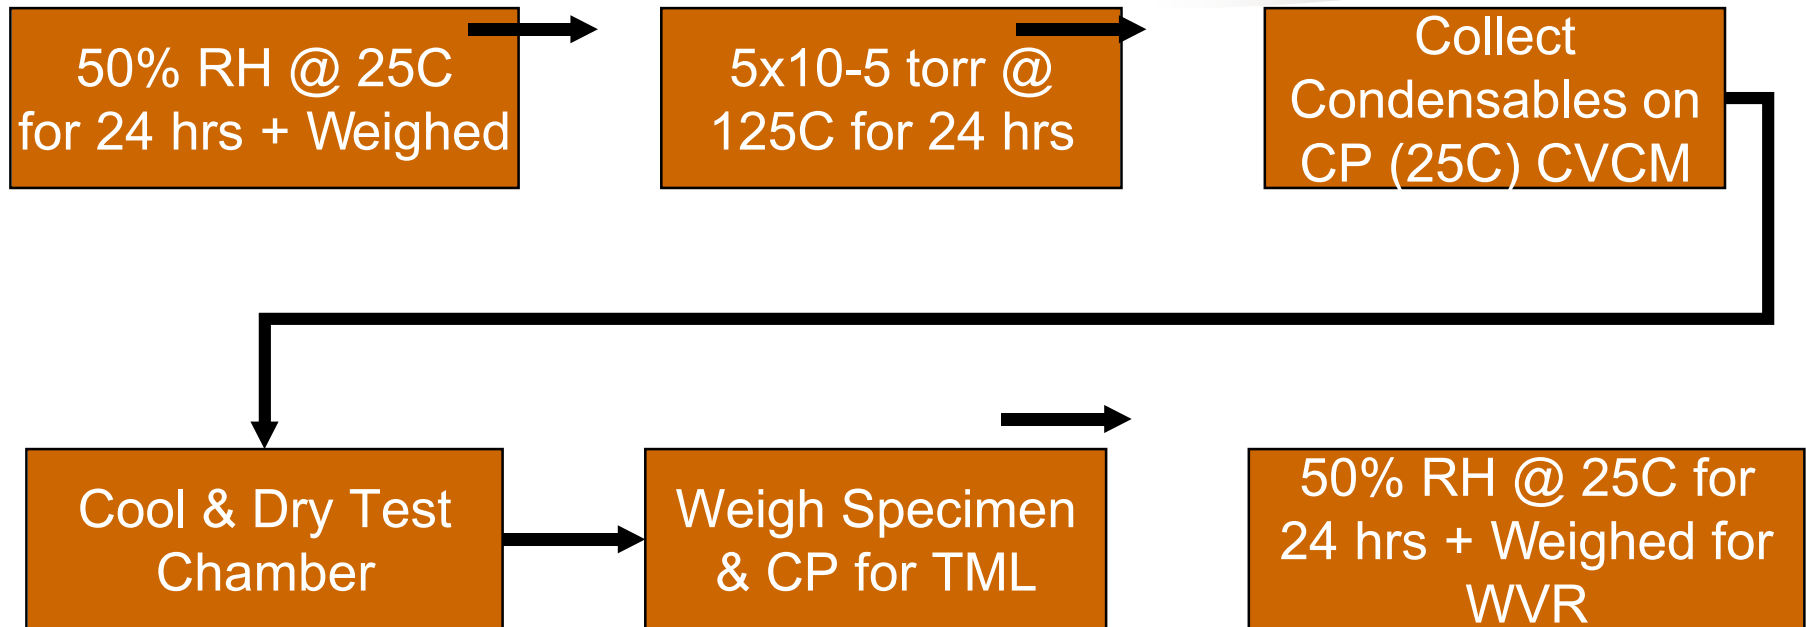 50% RH @ 25C
for 24 hrs + Weighed
5x10-5 torr @
125C for 24 hrs
Collect
Condensables on
CP (25C) CVCM
Cool & Dry Test
Chamber
Weigh Specimen
& CP for TML
50% RH @ 25C for
24 hrs + Weighed for
WVR